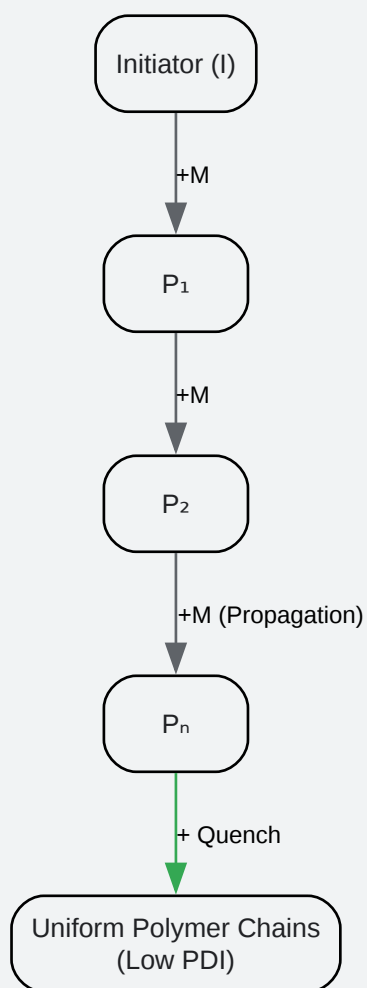 Initiator (I)
+M
P₁
+M
P₂
+M (Propagation)
Pₙ
+ Quench
Uniform Polymer Chains
(Low PDI)